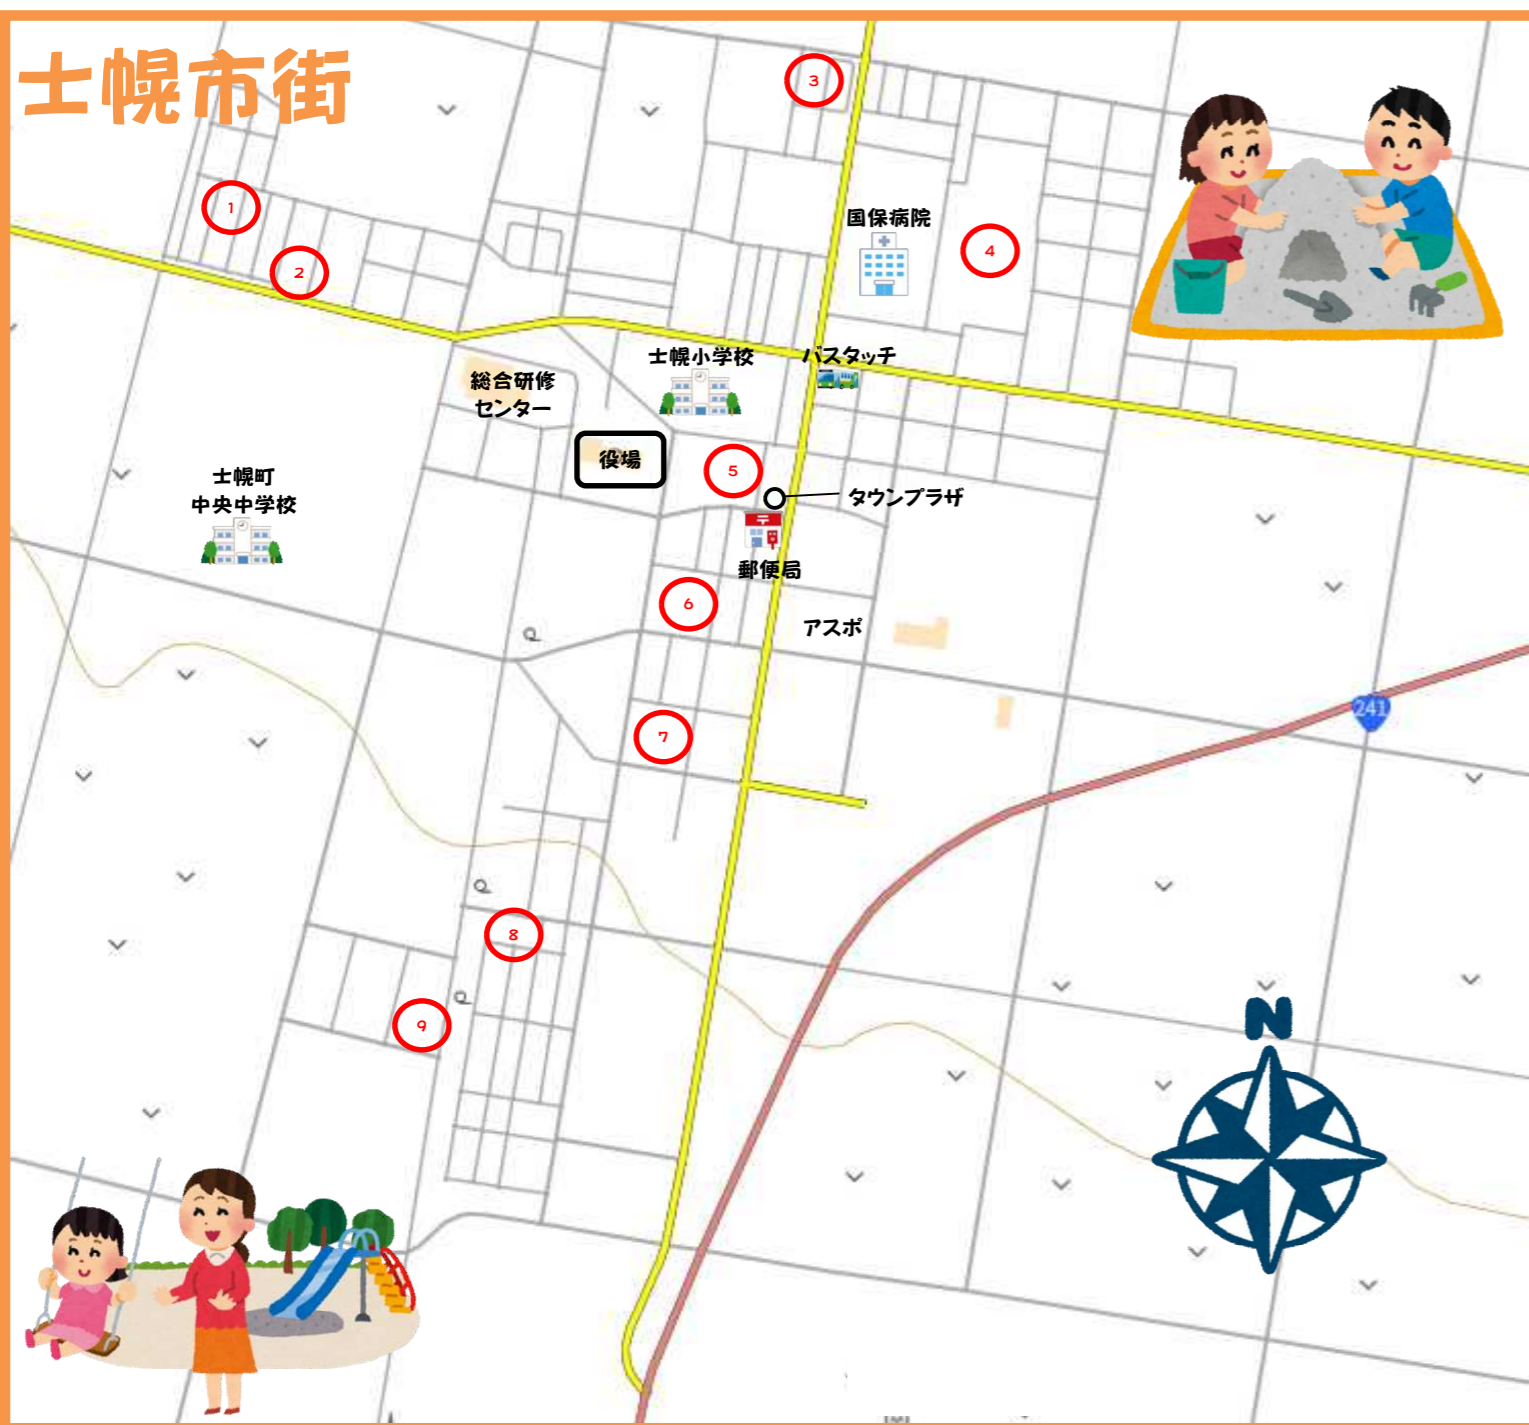 士幌市街
3
1
国保病院
4
2
士幌小学校
バスタッチ
総合研修
センター
役場
5
士幌町
中央中学校
タウンプラザ
〒
郵便局
6
アスポ
241
7
8
9
N